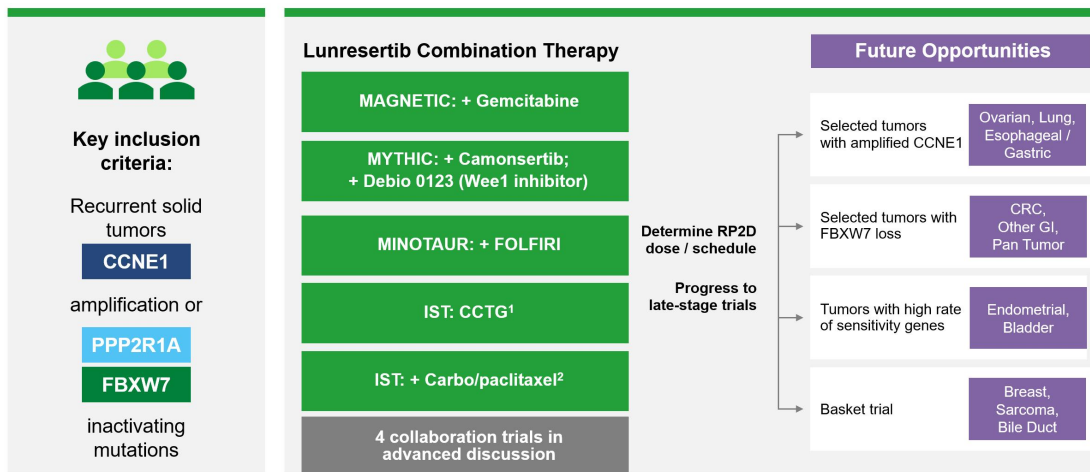 Key inclusion
criteria:
Recurrent solid
tumors
CCNE1
amplification or
PPP2R1A
FBXW7
inactivating
mutations
Lunresertib Combination Therapy
MAGNETIC: + Gemcitabine
MYTHIC: + Camonsertib;
+ Debio 0123 (Wee1 inhibitor)
MINOTAUR: + FOLFIRI
IST: CCTG¹
IST: + Carbo/paclitaxel²
4 collaboration trials in
advanced discussion
Determine RP2D
dose / schedule
Progress to
late-stage trials
Future Opportunities
Selected tumors
with amplified CCNE1
Ovarian, Lung,
Esophageal /
Gastric
Selected tumors with
FBXW7 loss
CRC,
Other GI,
Pan Tumor
Tumors with high rate
of sensitivity genes
Endometrial,
Bladder
Basket trial
Breast,
Sarcoma,
Bile Duct